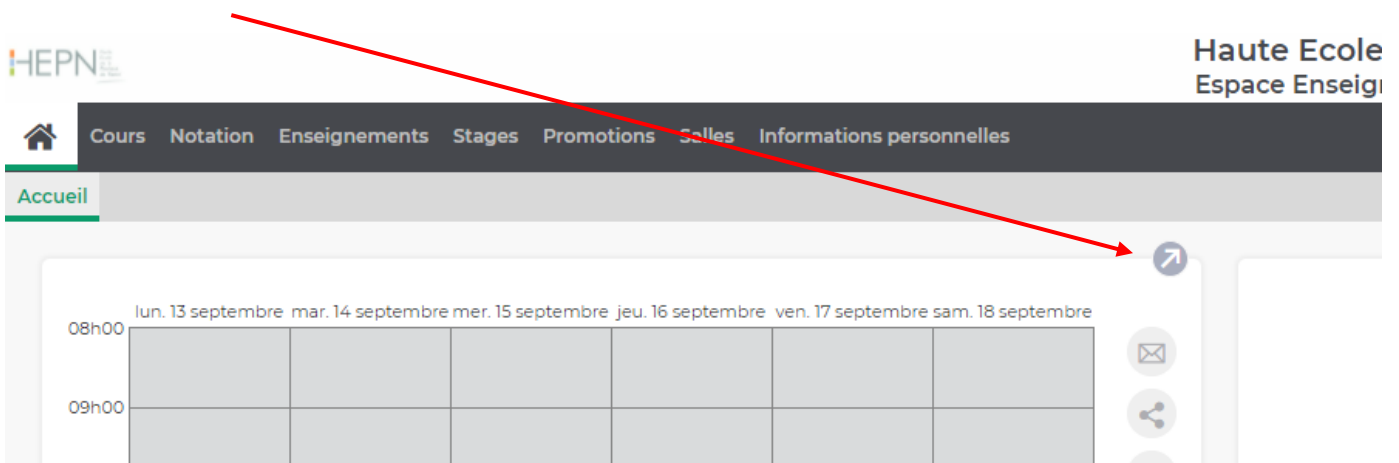 HEPN
Haute Ecole
Espace Enseig
Cours Notation Enseignements Stages Promotions Salles Informations personnelles
Accueil
lun. 13 septembre mar. 14 septembre mer. 15 septembre jeu. 16 septembre ven. 17 septembre sam. 18 septembre
08h00
09h00